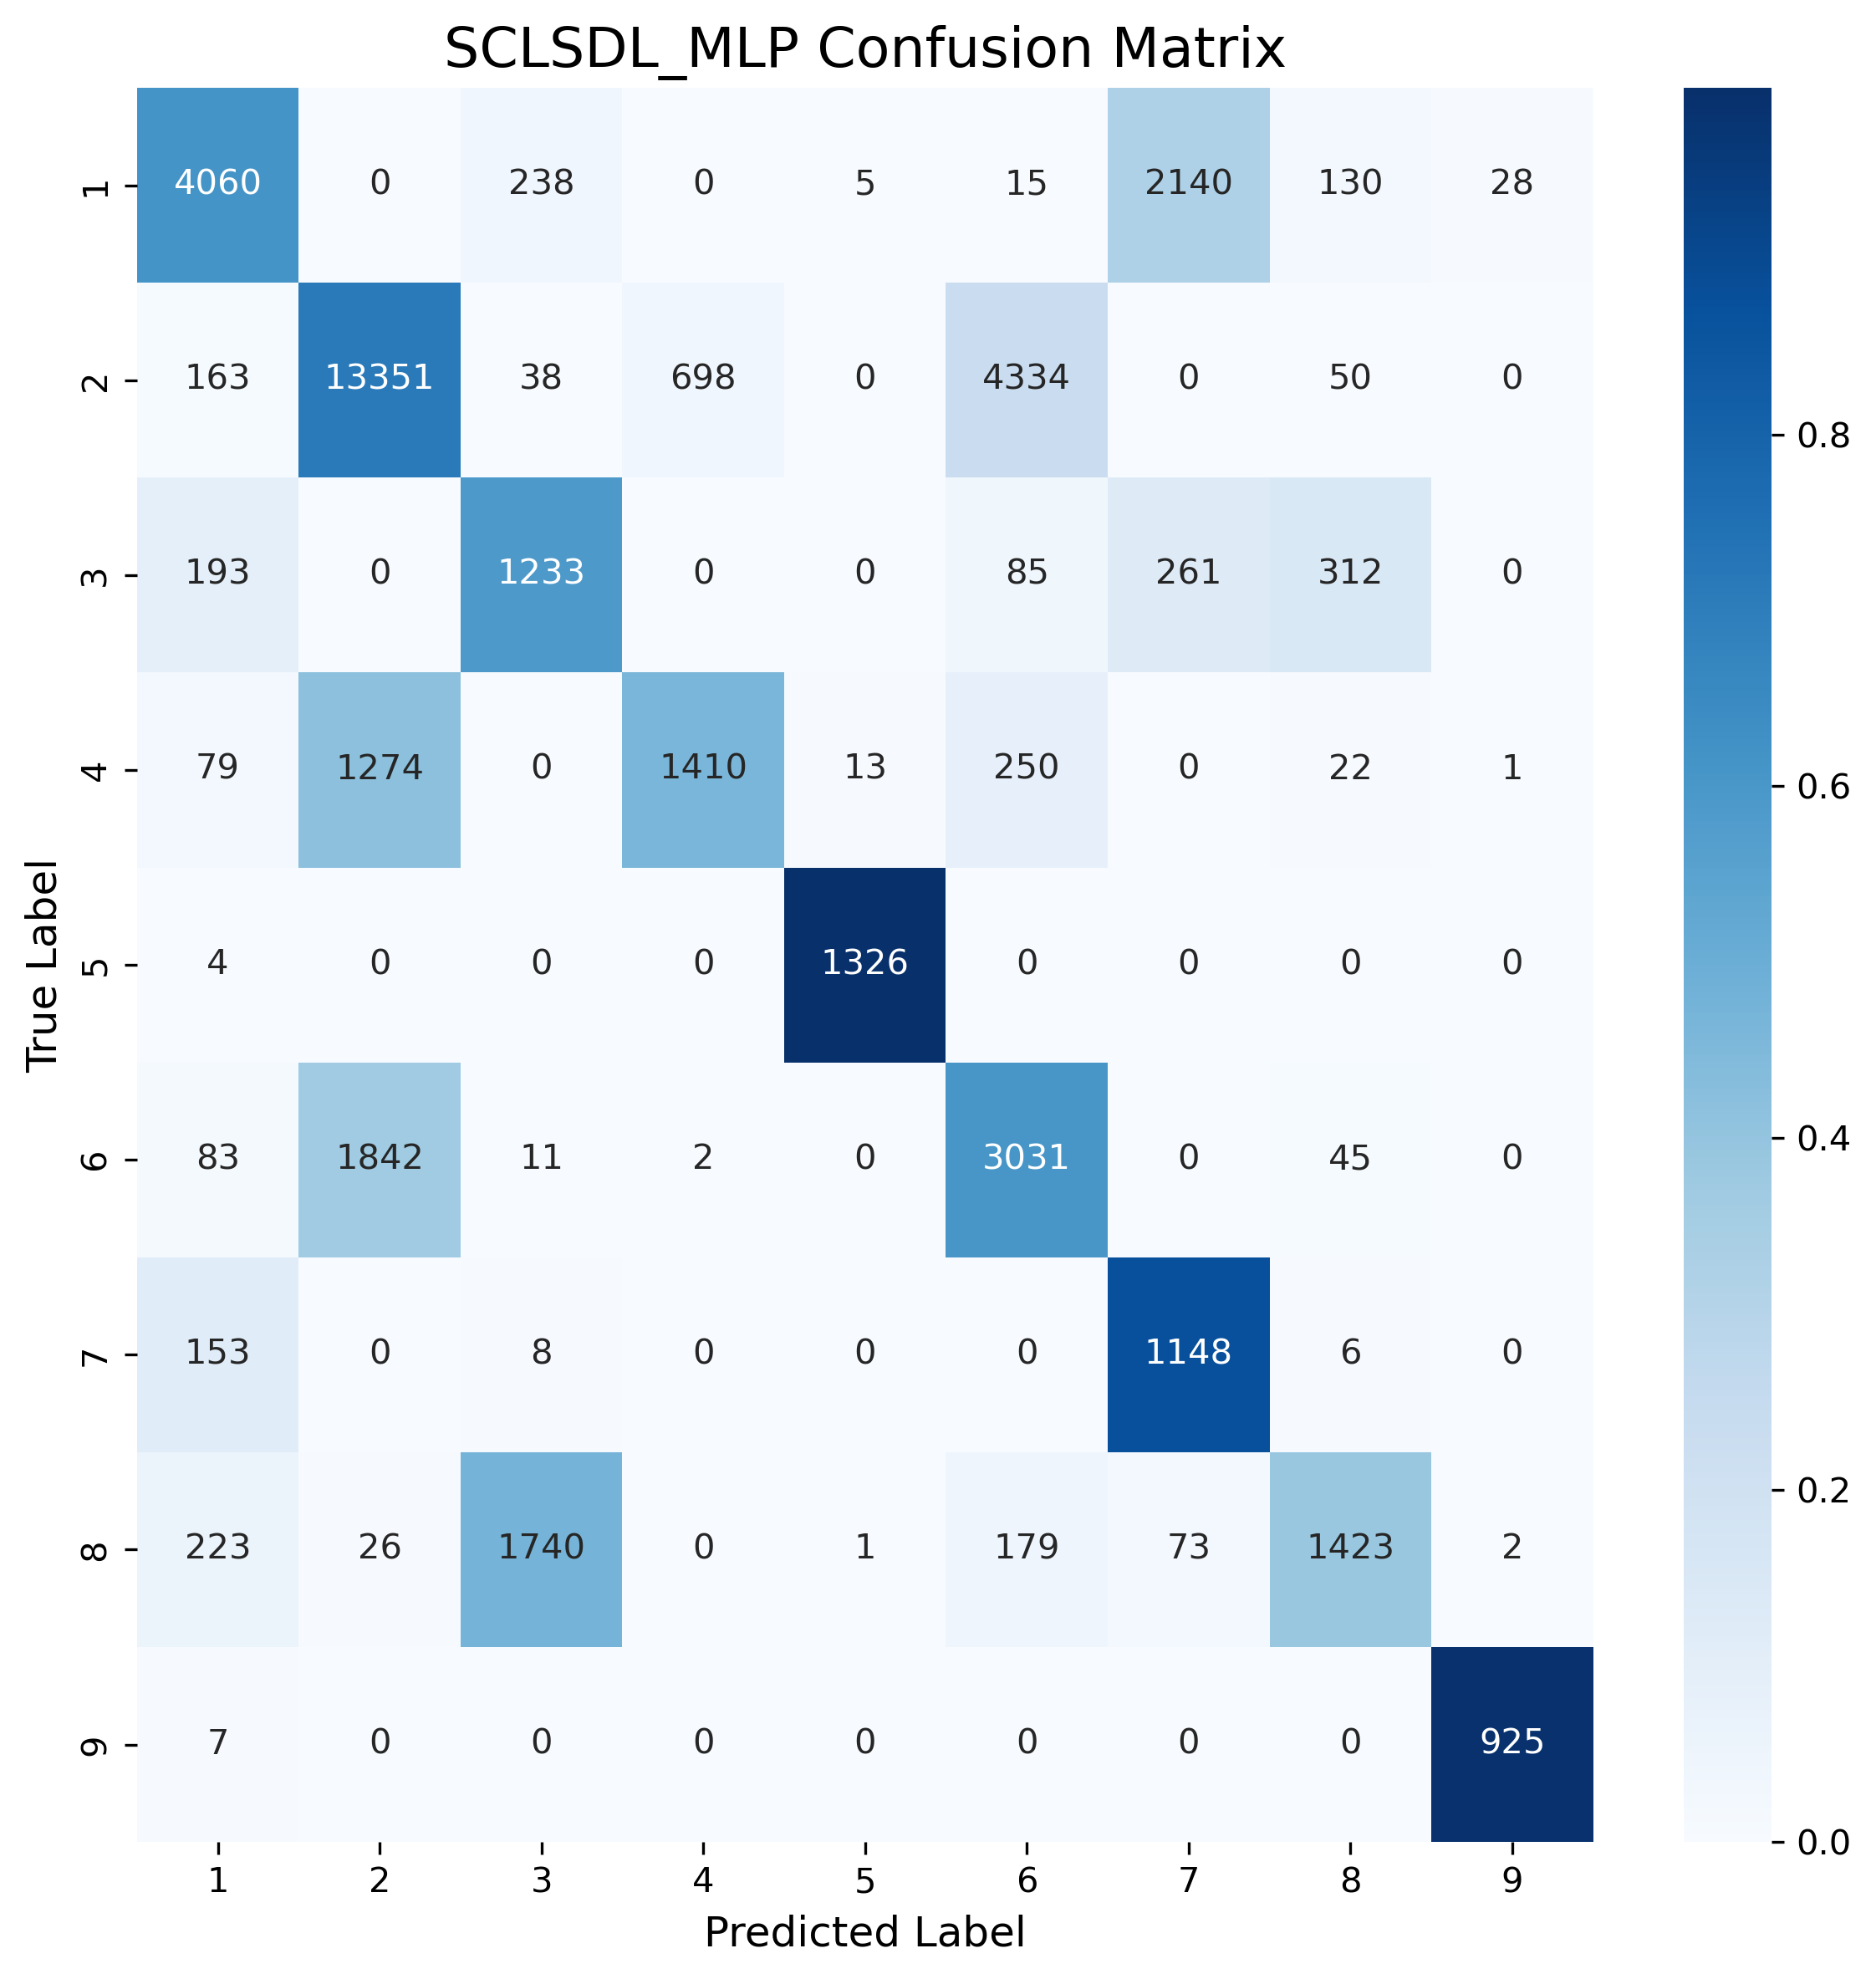 SCLSDL_MLP Confusion Matrix
1 4060 0 238 0 5 15 2140 130 28
2 163 13351 38 698 0 4334 0 50 0
3 193 0 1233 0 0 85 261 312 0
4 79 1274 0 1410 13 250 0 22 1
5 4 0 0 0 1326 0 0 0 0
6 83 1842 11 2 0 3031 0 45 0
7 153 0 8 0 0 0 1148 6 0
8 223 26 1740 0 1 179 73 1423 2
9 7 0 0 0 0 0 0 0 925
1 2 3 4 5 6 7 8 9
Predicted Label
True Label
0.8
0.6
0.4
0.2
0.0